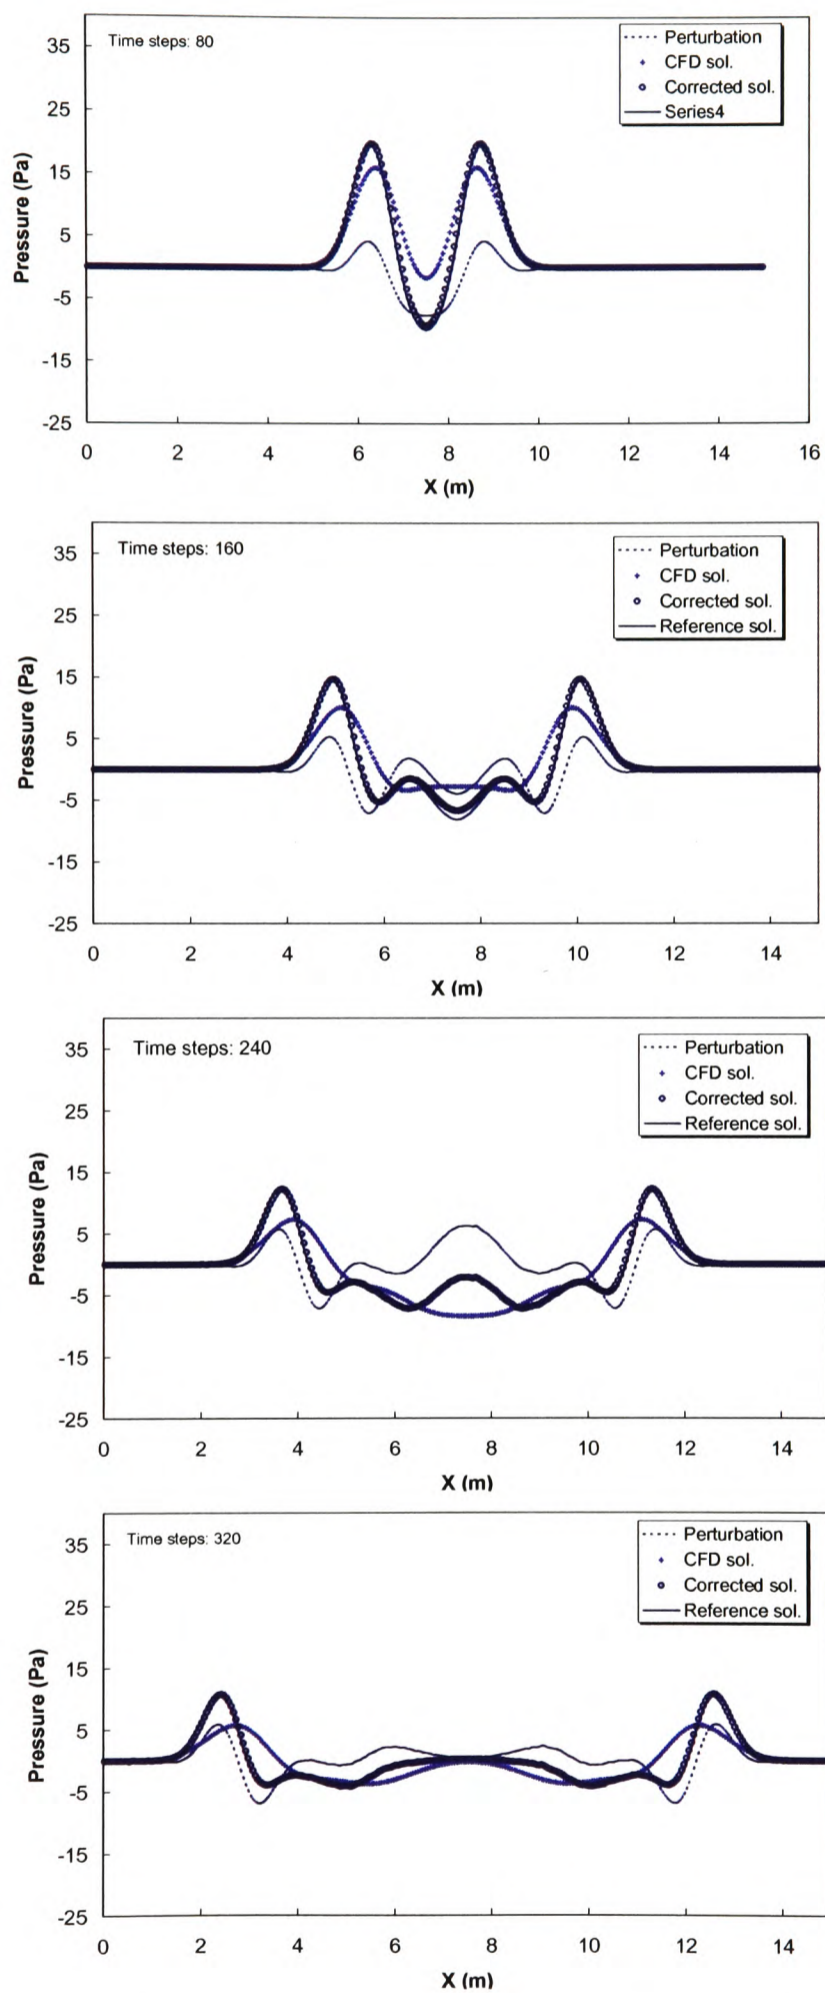 Time steps: 80
Perturbation
CFD sol.
Corrected sol.
Series4
35
25
15
5
-5
-15
-25
Pressure (Pa)
0 2 4 6 8 10 12 14 16
X (m)
Time steps: 160
Perturbation
CFD sol.
Corrected sol.
Reference sol.
35
25
15
5
-5
-15
-25
Pressure (Pa)
0 2 4 6 8 10 12 14
X (m)
Time steps: 240
Perturbation
CFD sol.
Corrected sol.
Reference sol.
35
25
15
5
-5
-15
-25
Pressure (Pa)
0 2 4 6 8 10 12 14
X (m)
Time steps: 320
Perturbation
CFD sol.
Corrected sol.
Reference sol.
35
25
15
5
-5
-15
-25
Pressure (Pa)
0 2 4 6 8 10 12 14
X (m)